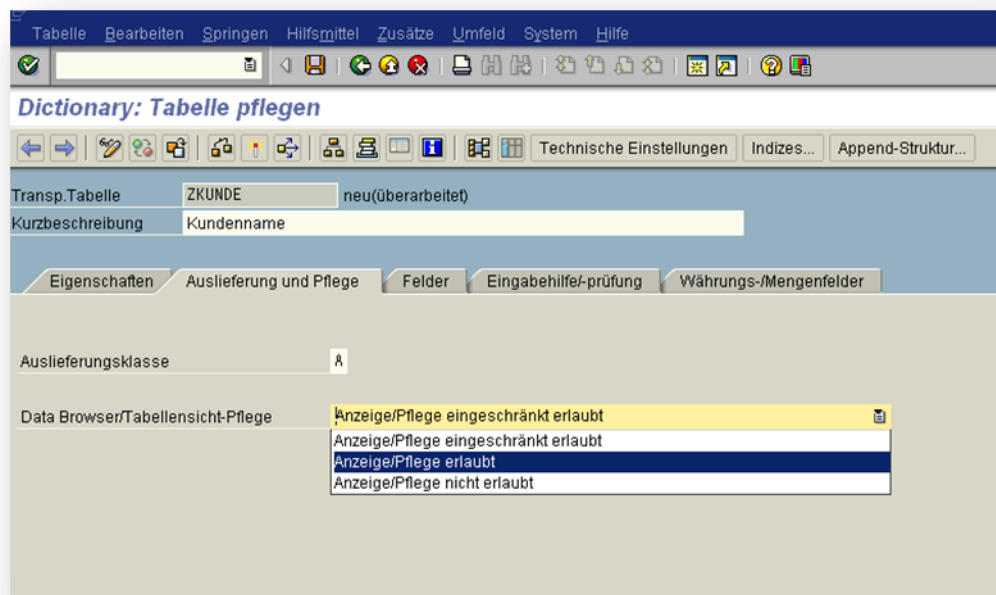 Tabelle Bearbeiten Springen Hilfsmittel Zusätze Umfeld System Hilfe
Dictionary: Tabelle pflegen
Technische Einstellungen Indizes... Append-Struktur...
Transp.Tabelle ZKUNDE neu(überarbeitet)
Kurzbeschreibung Kundenname
Eigenschaften Auslieferung und Pflege Felder Eingabehilfe/-prüfung Währungs-/Mengenfelder
Auslieferungsklasse A
Data Browser/Tabellensicht-Pflege Anzeige/Pflege eingeschränkt erlaubt
Anzeige/Pflege eingeschränkt erlaubt
Anzeige/Pflege erlaubt
Anzeige/Pflege nicht erlaubt